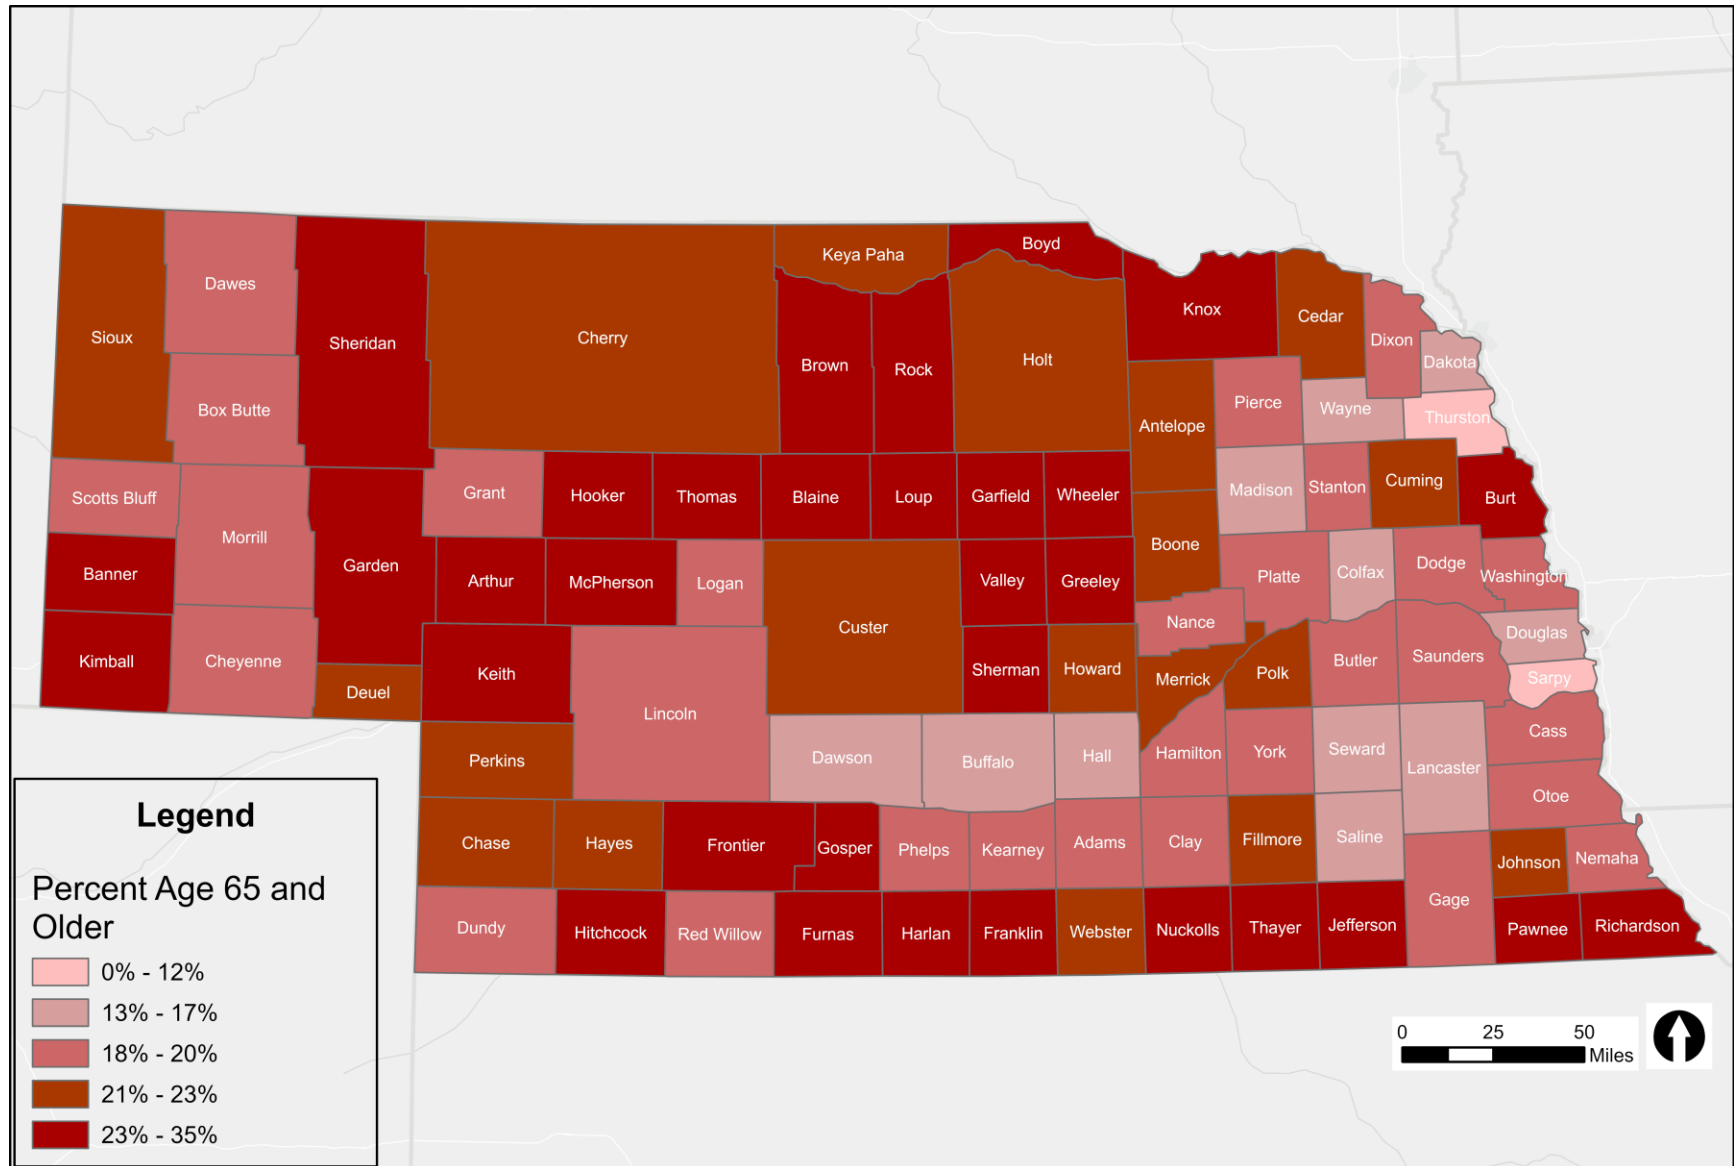 Boyd
Keya Paha
Dawes
Knox
Cedar
Sioux
Cherry
Sheridan
Holt
Dixon
Dakota
Brown
Rock
Box Butte
Pierce
Wayne
Thurston
Antelope
Scotts Bluff
Grant
Hooker
Thomas
Blaine
Loup
Garfield
Wheeler
Madison
Stanton
Cuming
Burt
Morrill
Boone
Banner
Garden
Arthur
McPherson
Logan
Valley
Greeley
Platte
Colfax
Dodge
Washington
Custer
Nance
Douglas
Kimball
Cheyenne
Deuel
Keith
Sherman
Howard
Merrick
Polk
Butler
Saunders
Sarpy
Lincoln
Perkins
Dawson
Buffalo
Hall
Hamilton
York
Seward
Lancaster
Cass
Otoe
Chase
Hayes
Frontier
Gosper
Phelps
Kearney
Adams
Clay
Fillmore
Saline
Johnson
Nemaha
Dundy
Hitchcock
Red Willow
Furnas
Harlan
Franklin
Webster
Nuckolls
Thayer
Jefferson
Gage
Pawnee
Richardson
Legend
Percent Age 65 and
Older
0% - 12%
13% - 17%
18% - 20%
21% - 23%
23% - 35%
0 25 50
Miles